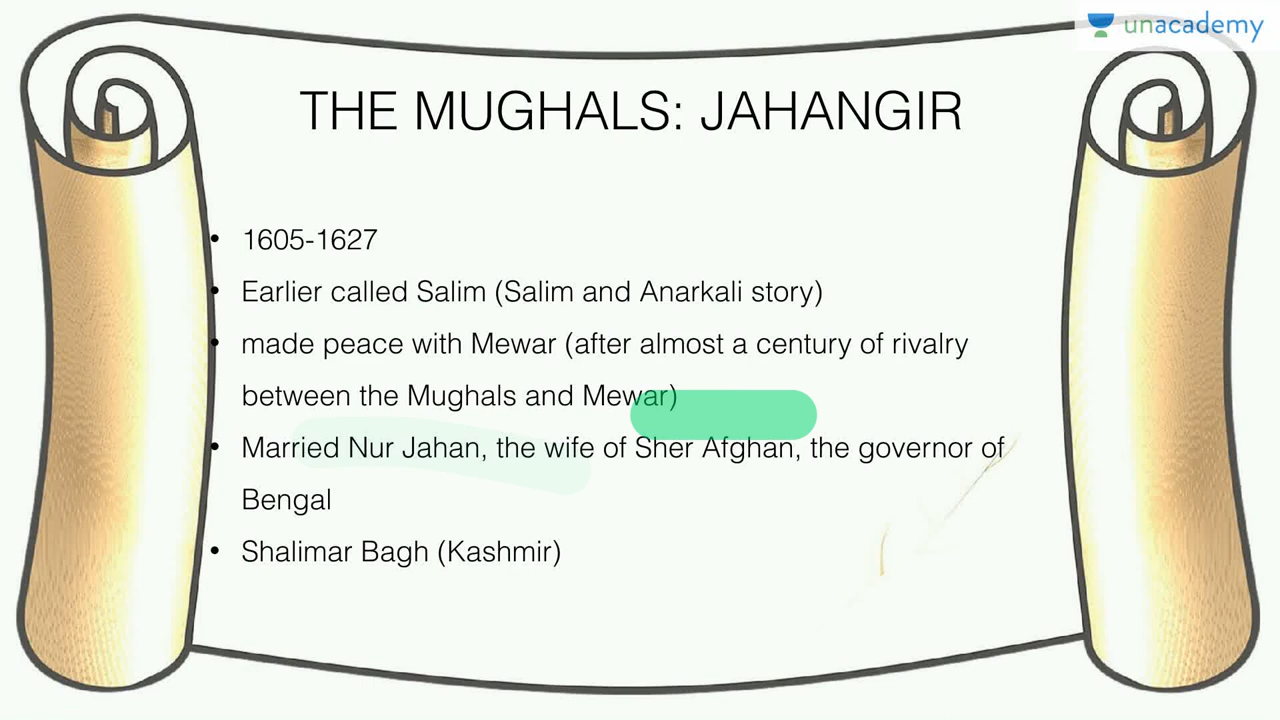 unacademy
THE MUGHALS: JAHANGIR
• 1605-1627
• Earlier called Salim (Salim and Anarkali story)
• made peace with Mewar (after almost a century of rivalry
between the Mughals and Mewar)
• Married Nur Jahan, the wife of Sher Afghan, the governor of
Bengal
• Shalimar Bagh (Kashmir)